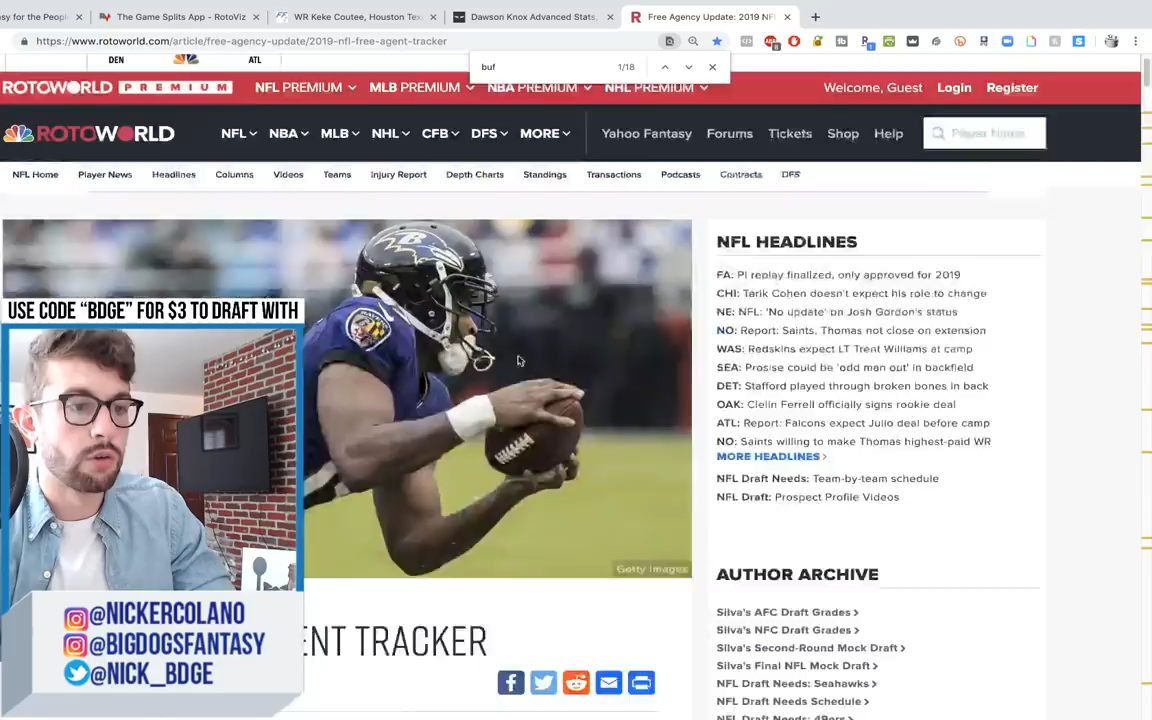 sy for the Peopl
The Game Splits App - RotoViz
WR Keke Coutee, Houston Tex
Dawson Knox Advanced Stats,
Free Agency Update: 2019 NFL
https://www.rotoworld.com/article/free-agency-update/2019-nfl-free-agent-tracker
buf 1/18
DEN ATL
ROTOWORLD PREMIUM NFL PREMIUM MLB PREMIUM NBA PREMIUM NHL PREMIUM Welcome, Guest Login Register
ROTOWORLD NFL NBA MLB NHL CFB DFS MORE Yahoo Fantasy Forums Tickets Shop Help Player Name
NFL Home Player News Headlines Columns Videos Teams Injury Report Depth Charts Standings Transactions Podcasts Contracts DFS
USE CODE "BDGE" FOR $3 TO DRAFT WITH
Getty Images
@NICKERCOLANO
@BIGDOGSFANTASY
@NICK_BDGE
ENT TRACKER
NFL HEADLINES
FA: PI replay finalized, only approved for 2019
CHI: Tarik Cohen doesn't expect his role to change
NE: NFL: 'No update' on Josh Gordon's status
NO: Report: Saints, Thomas not close on extension
WAS: Redskins expect LT Trent Williams at camp
SEA: Prosise could be 'odd man out' in backfield
DET: Stafford played through broken bones in back
OAK: Clelin Ferrell officially signs rookie deal
ATL: Report: Falcons expect Julio deal before camp
NO: Saints willing to make Thomas highest-paid WR
MORE HEADLINES
NFL Draft Needs: Team-by-team schedule
NFL Draft: Prospect Profile Videos
AUTHOR ARCHIVE
Silva's AFC Draft Grades
Silva's NFC Draft Grades
Silva's Second-Round Mock Draft
Silva's Final NFL Mock Draft
NFL Draft Needs: Seahawks
NFL Draft Needs Schedule
NFL Draft Needs: 49ers